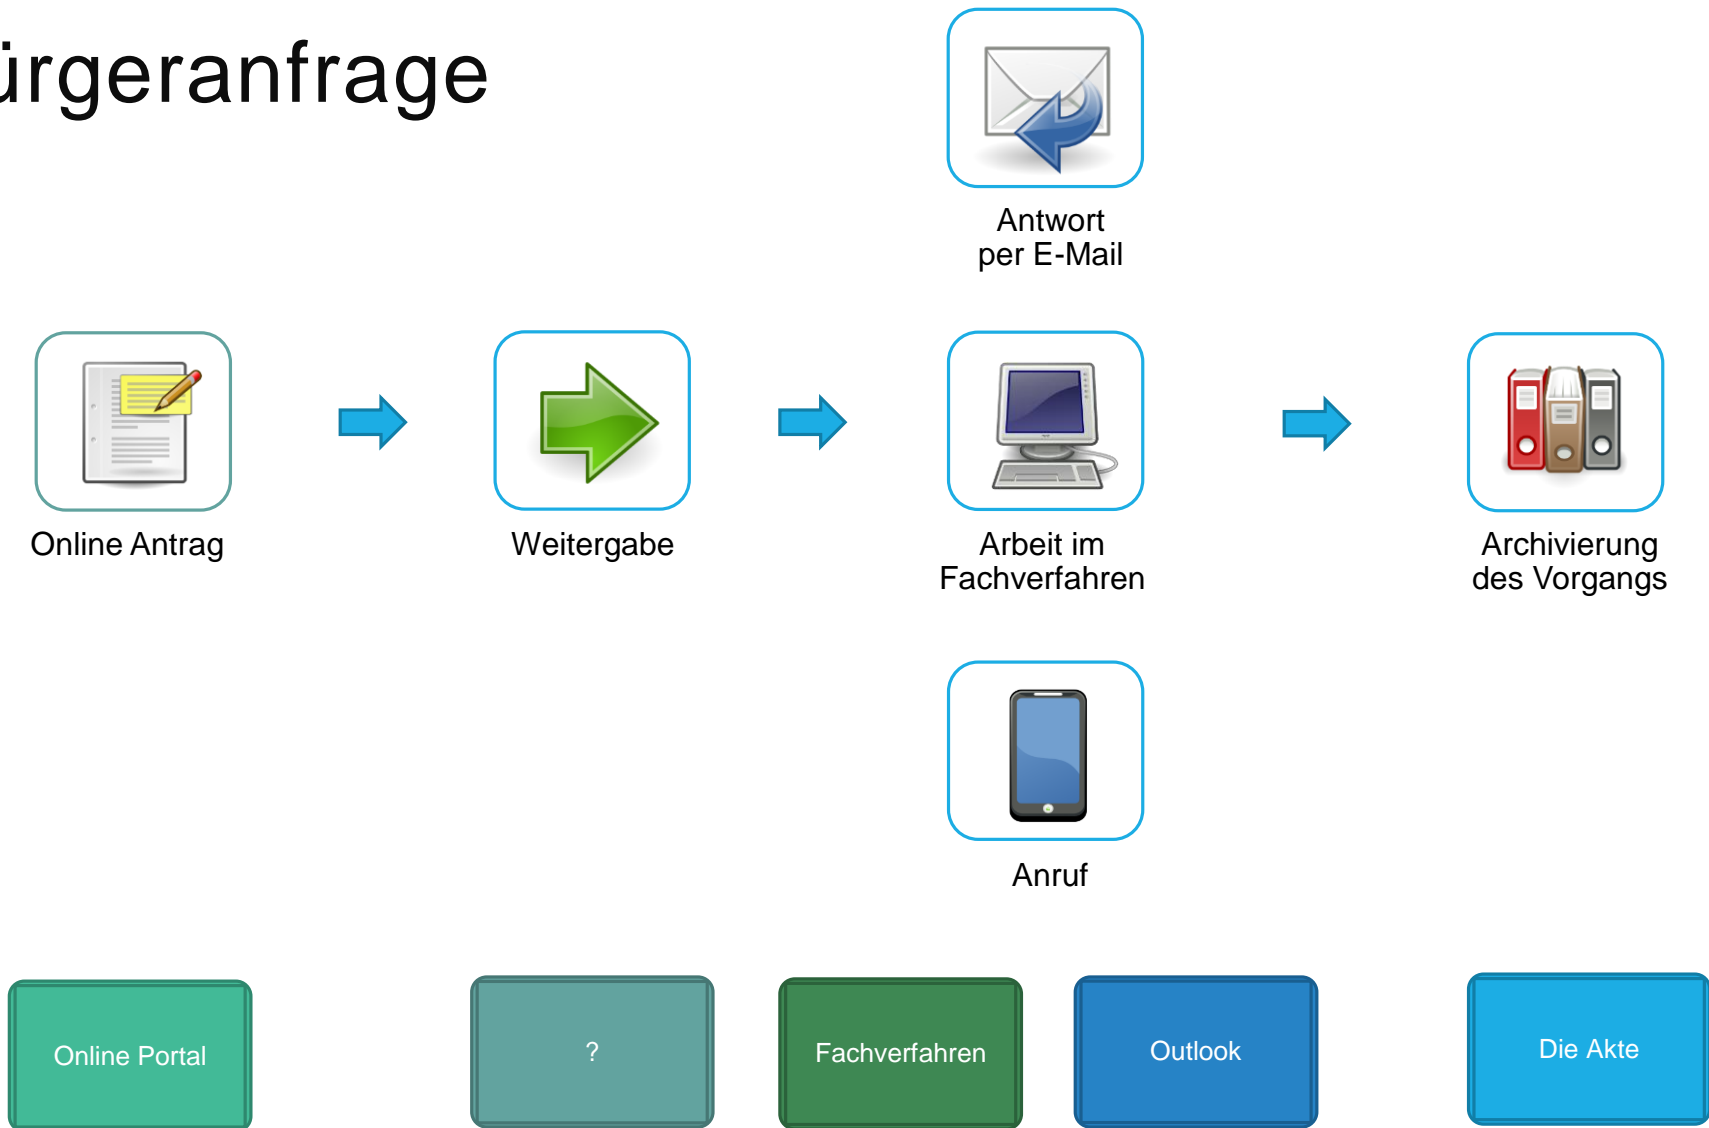 ürgeranfrage
Antwort
per E-Mail
Online Antrag
Weitergabe
Arbeit im
Fachverfahren
Archivierung
des Vorgangs
Anruf
Online Portal
?
Fachverfahren
Outlook
Die Akte